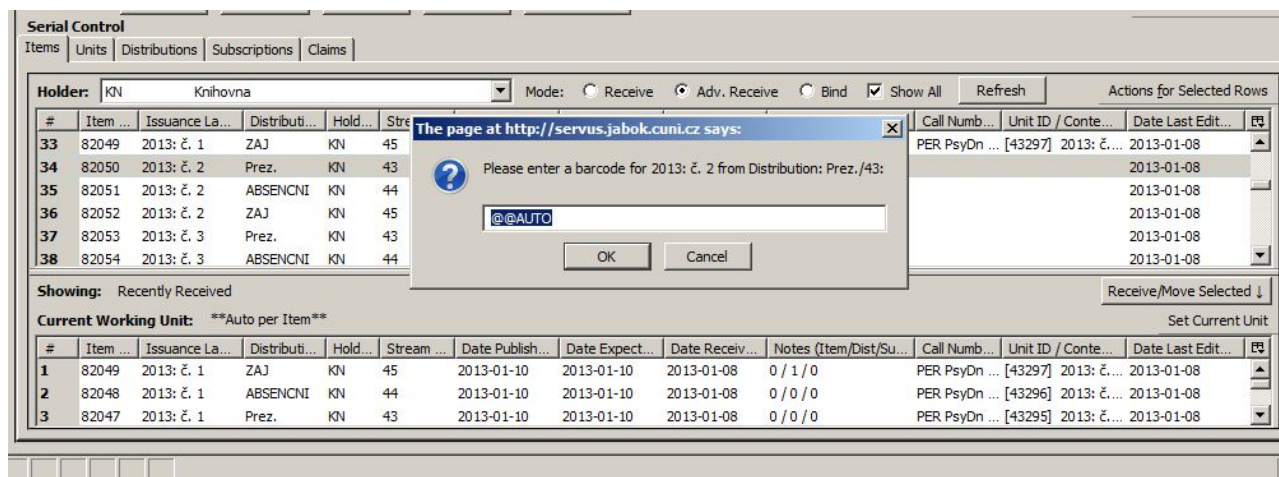 Serial Control
Items Units Distributions Subscriptions Claims
Holder: KN Knihovna Mode: Receive Adv. Receive Bind Show All Refresh Actions for Selected Rows
# Item ... Issuance La... Distributi... Hold... Call Numb... Unit ID / Conte... Date Last Edit...
33 82049 2013: č. 1 ZAJ KN 45 PER PsyDn ... [43297] 2013: č.... 2013-01-08
34 82050 2013: č. 2 Prez. KN 43 2013-01-08
35 82051 2013: č. 2 ABSENCNI KN 44 2013-01-08
36 82052 2013: č. 2 ZAJ KN 45 2013-01-08
37 82053 2013: č. 3 Prez. KN 43 2013-01-08
38 82054 2013: č. 3 ABSENCNI KN 44 2013-01-08
The page at http://servus.jabok.cuni.cz says:
Please enter a barcode for 2013: č. 2 from Distribution: Prez./43:
@@AUTO
OK Cancel
Showing: Recently Received Receive/Move Selected ↓
Current Working Unit: **Auto per Item** Set Current Unit
# Item ... Issuance La... Distributi... Hold... Stream ... Date Publish... Date Expect... Date Receiv... Notes (Item/Dist/Su... Call Numb... Unit ID / Conte... Date Last Edit...
1 82049 2013: č. 1 ZAJ KN 45 2013-01-10 2013-01-10 2013-01-08 0 / 1 / 0 PER PsyDn ... [43297] 2013: č.... 2013-01-08
2 82048 2013: č. 1 ABSENCNI KN 44 2013-01-10 2013-01-10 2013-01-08 0 / 0 / 0 PER PsyDn ... [43296] 2013: č.... 2013-01-08
3 82047 2013: č. 1 Prez. KN 43 2013-01-10 2013-01-10 2013-01-08 0 / 0 / 0 PER PsyDn ... [43295] 2013: č.... 2013-01-08